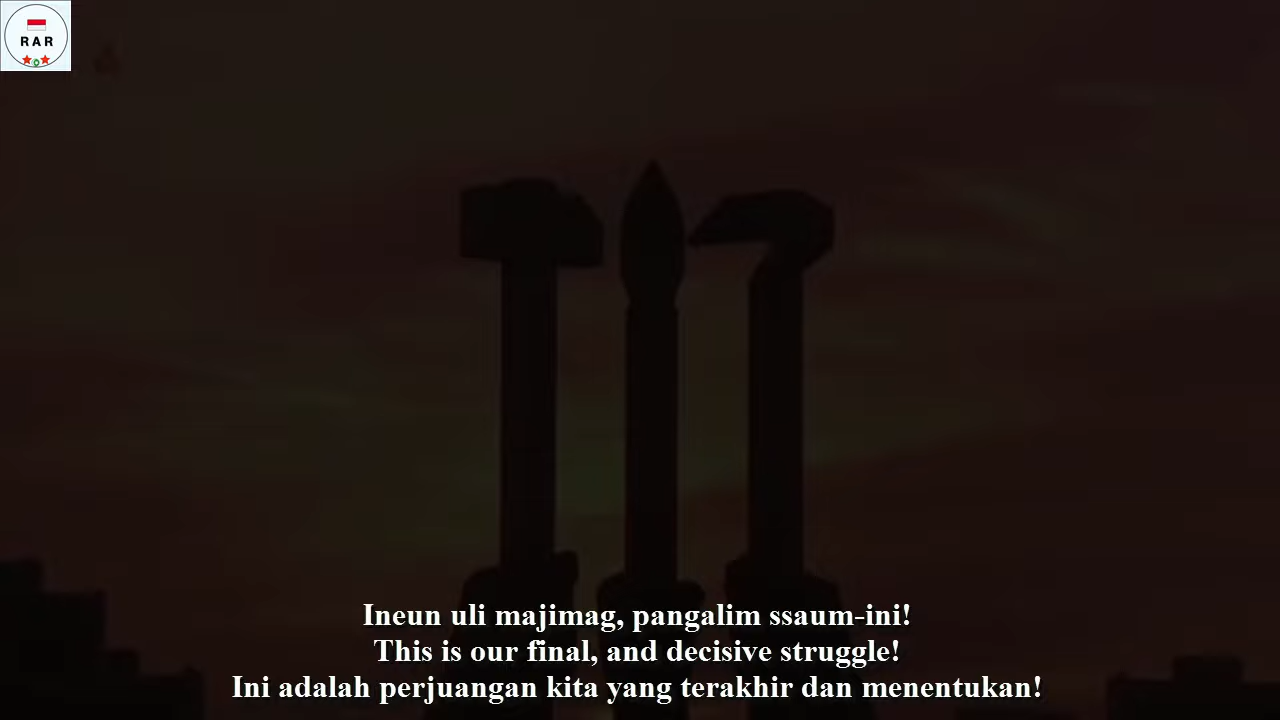 RAR
Ineun uli majimag, pangalim ssaum-ini!
This is our final, and decisive struggle!
Ini adalah perjuangan kita yang terakhir dan menentukan!